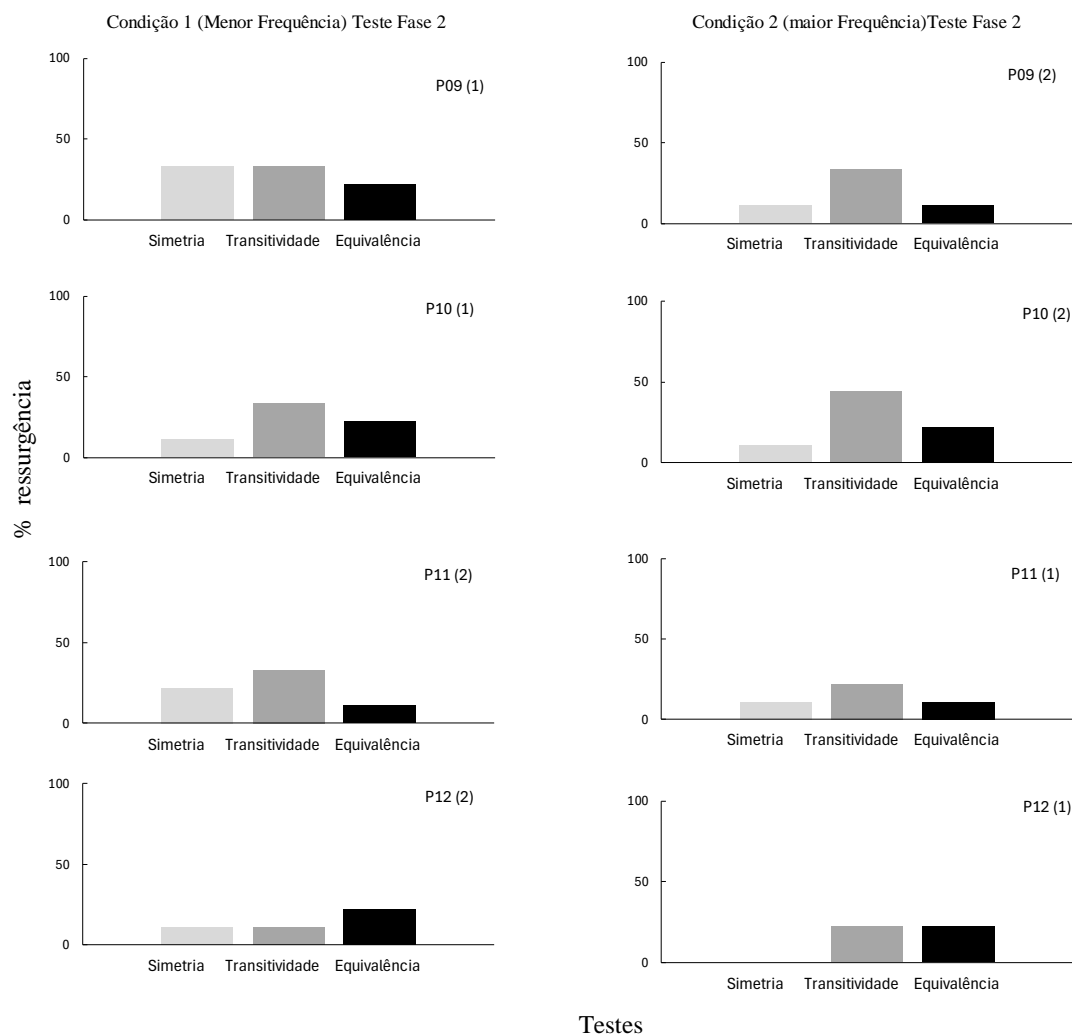 Condição 1 (Menor Frequência) Teste Fase 2
Condição 2 (maior Frequência)Teste Fase 2
% ressurgência
100
50
0
P09 (1)
Simetria Transitividade Equivalência
100
50
0
P09 (2)
Simetria Transitividade Equivalência
100
50
0
P10 (1)
Simetria Transitividade Equivalência
100
50
0
P10 (2)
Simetria Transitividade Equivalência
100
50
0
P11 (2)
Simetria Transitividade Equivalência
100
50
0
P11 (1)
Simetria Transitividade Equivalência
100
50
0
P12 (2)
Simetria Transitividade Equivalência
100
50
0
P12 (1)
Simetria Transitividade Equivalência
Testes